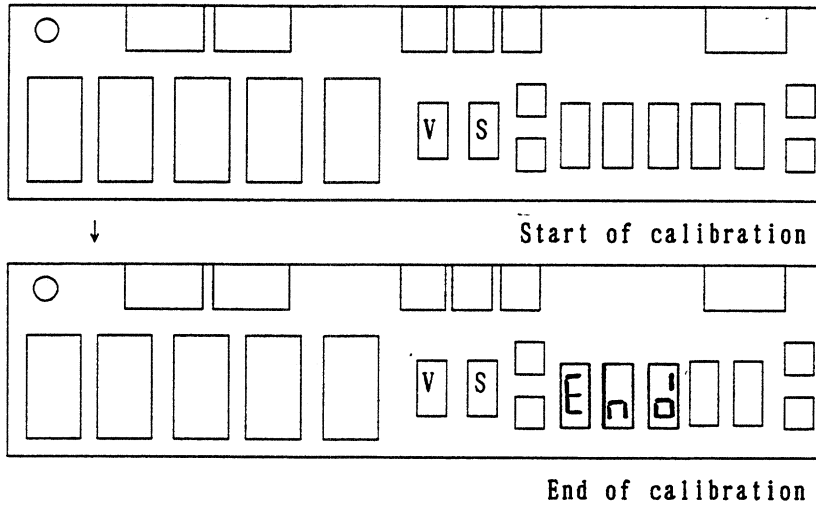 V S
Start of calibration
V S End
End of calibration